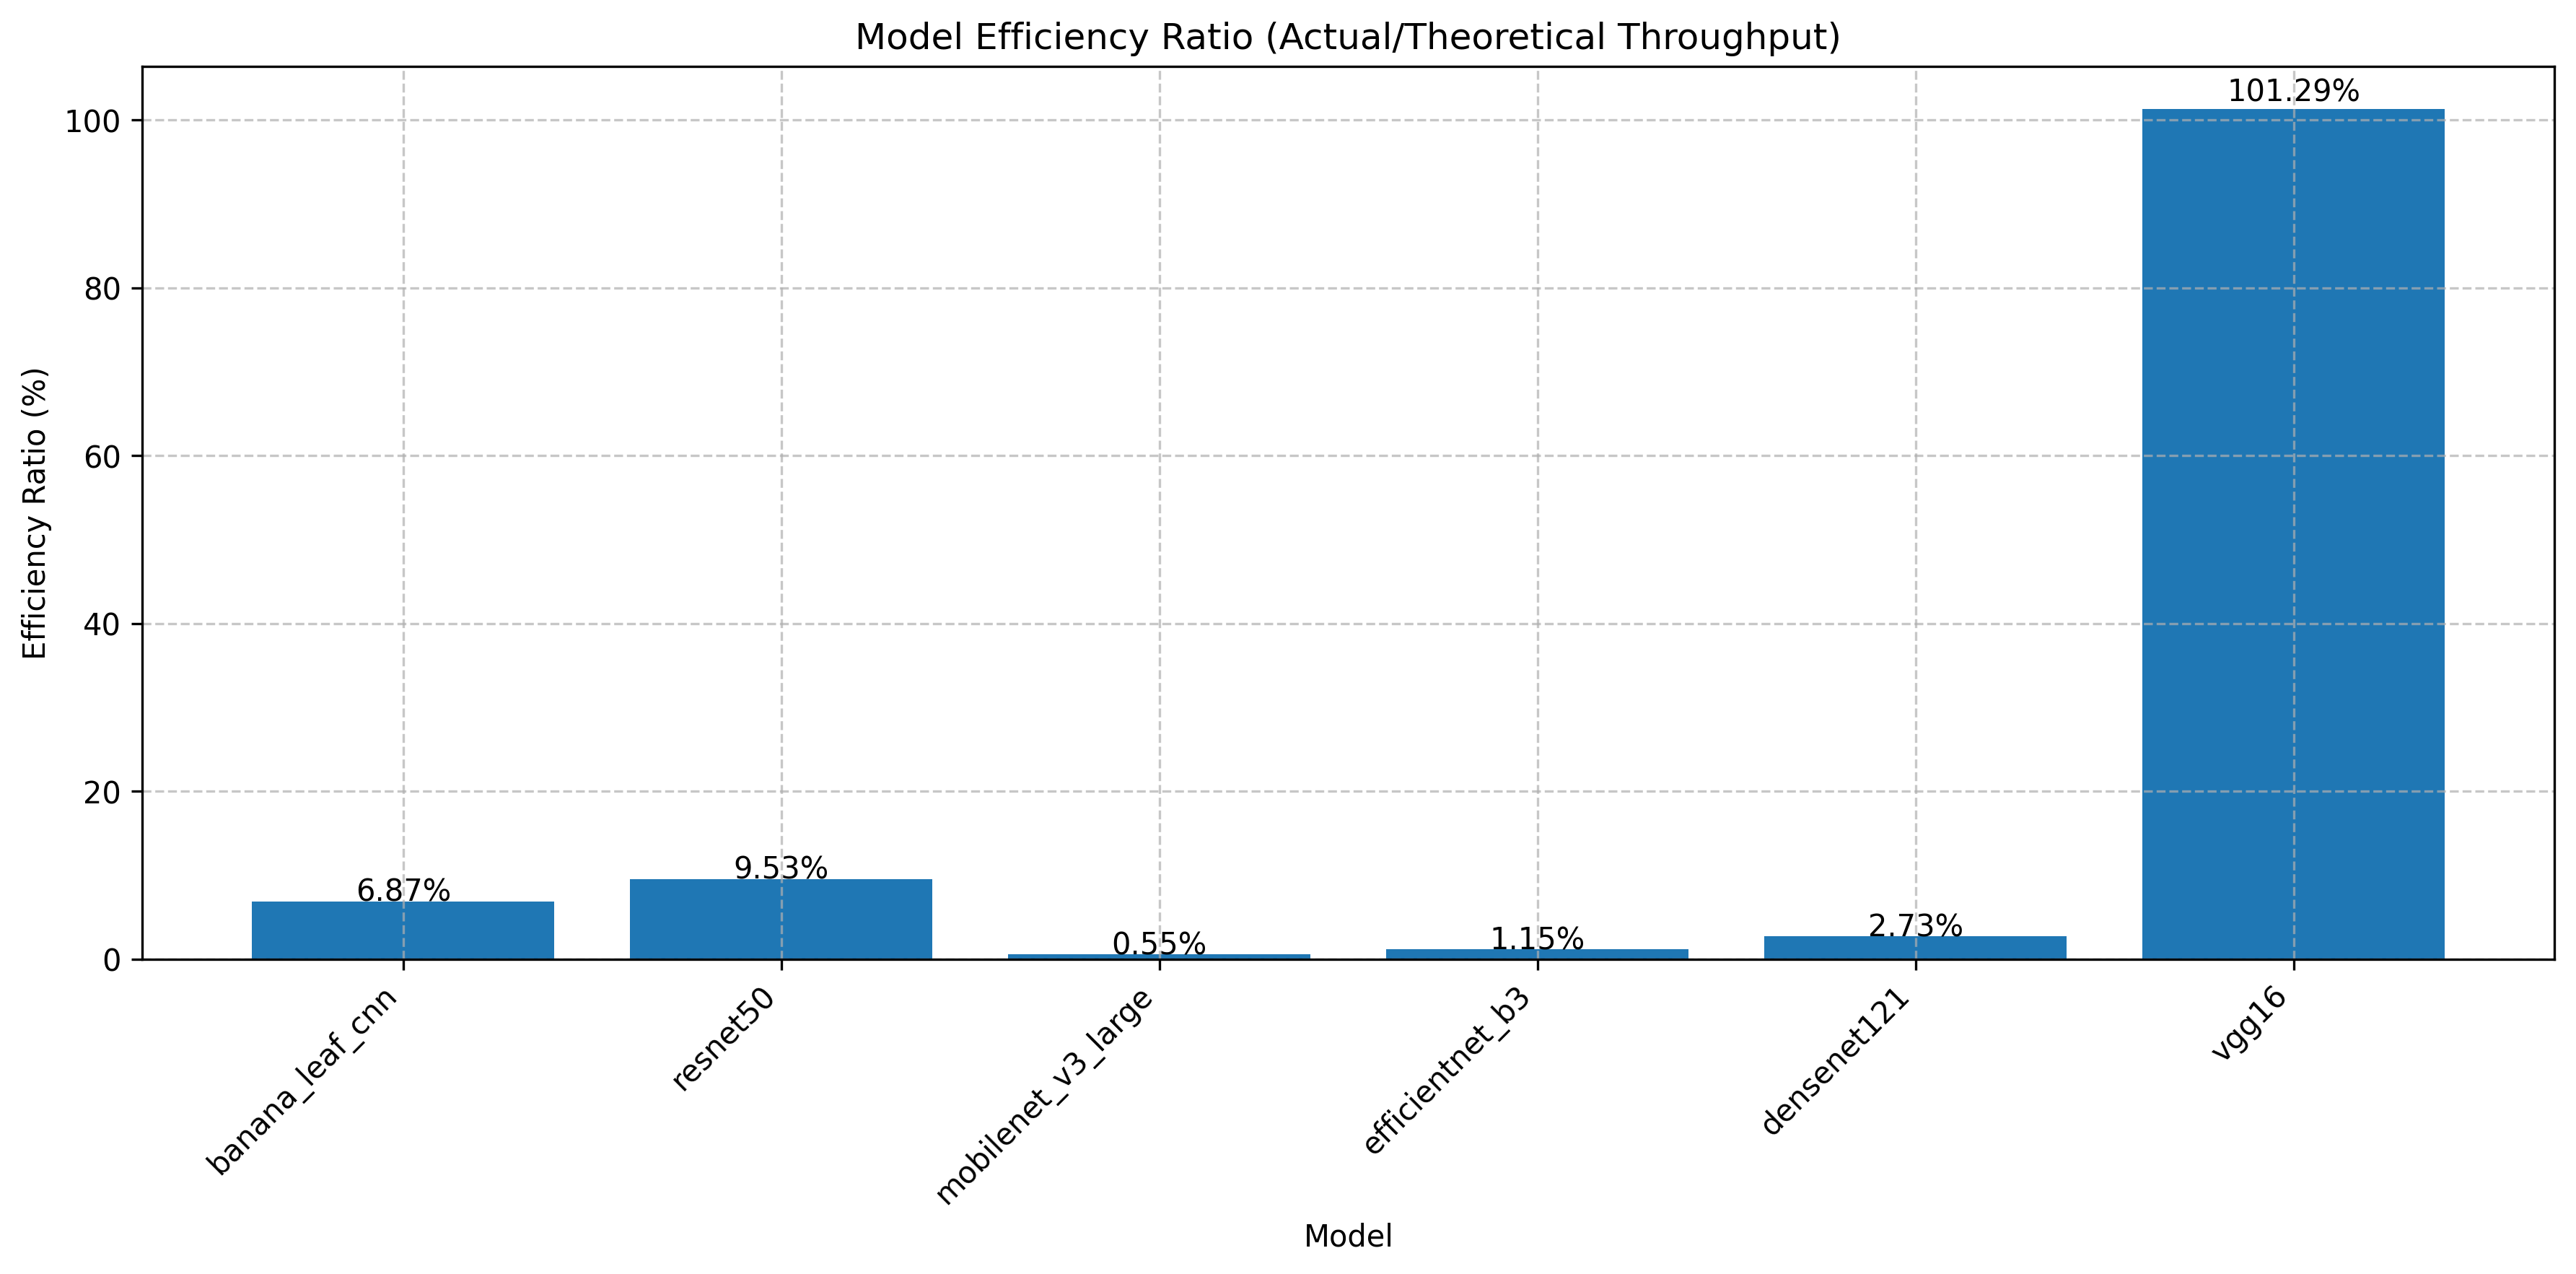 Model Efficiency Ratio (Actual/Theoretical Throughput)
Efficiency Ratio (%)
100
80
60
40
20
0
6.87%
9.53%
0.55%
1.15%
2.73%
101.29%
banana_leaf_cnn
resnet50
mobilenet_v3_large
efficientnet_b3
densenet121
vgg16
Model